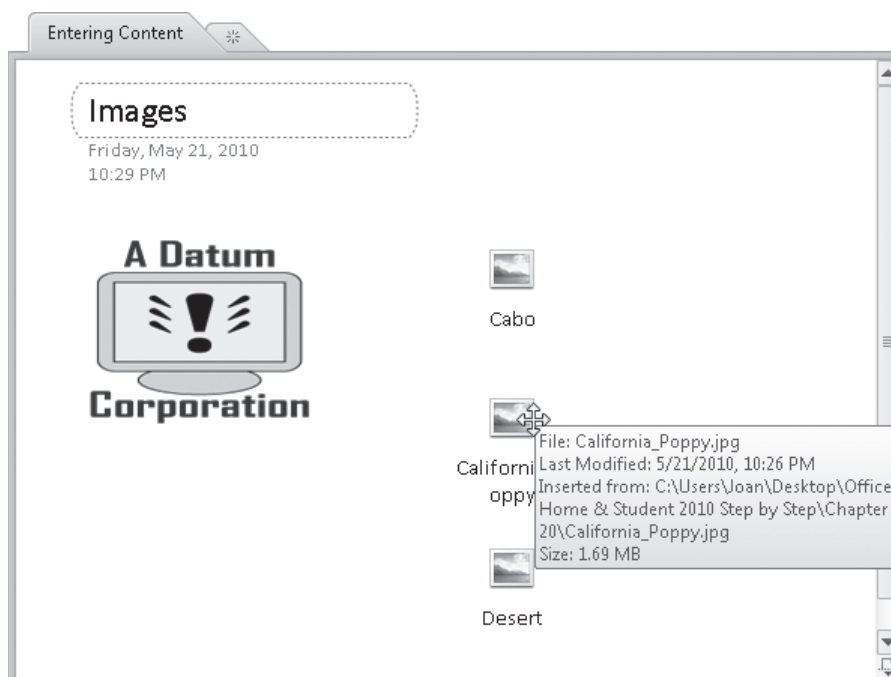 Entering Content
Images
Friday, May 21, 2010
10:29 PM
A Datum
Corporation
Cabo
Californi
oppy
File: California_Poppy.jpg
Last Modified: 5/21/2010, 10:26 PM
Inserted from: C:\Users\Joan\Desktop\Office
Home & Student 2010 Step by Step\Chapter
20\California_Poppy.jpg
Size: 1.69 MB
Desert